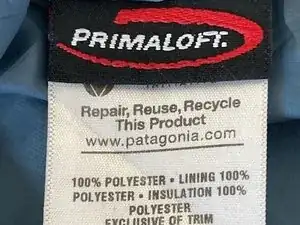 PRIMALOFT.
Repair, Reuse, Recycle
This Product
www.patagonia.com
100% POLYESTER • LINING 100%
POLYESTER • INSULATION 100%
POLYESTER
EXCLUSIVE OF TRIM